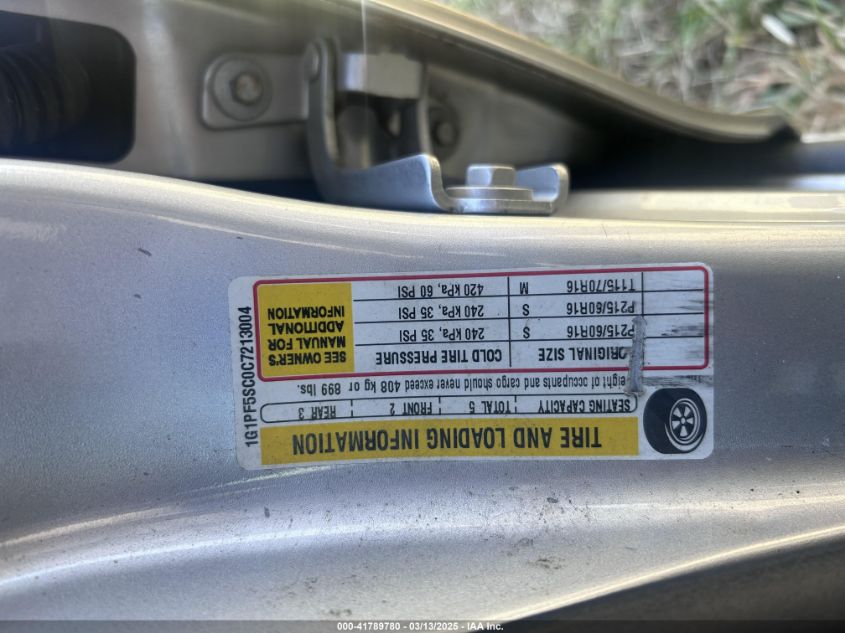 TIRE AND LOADING INFORMATION
SEATING CAPACITY TOTAL 5 FRONT 2 REAR 3
eight of occupants and cargo should never exceed 408 kg or 899 lbs.
ORIGINAL SIZE COLD TIRE PRESSURE
P215/60R16 S 240 kPa, 35 PSI
P215/60R16 S 240 kPa, 35 PSI
T115/70R16 M 420 kPa, 60 PSI
SEE OWNER'S
MANUAL FOR
ADDITIONAL
INFORMATION
1G1PF5SC0C7213004
000-41789780 - 03/13/2025 - IAA Inc.